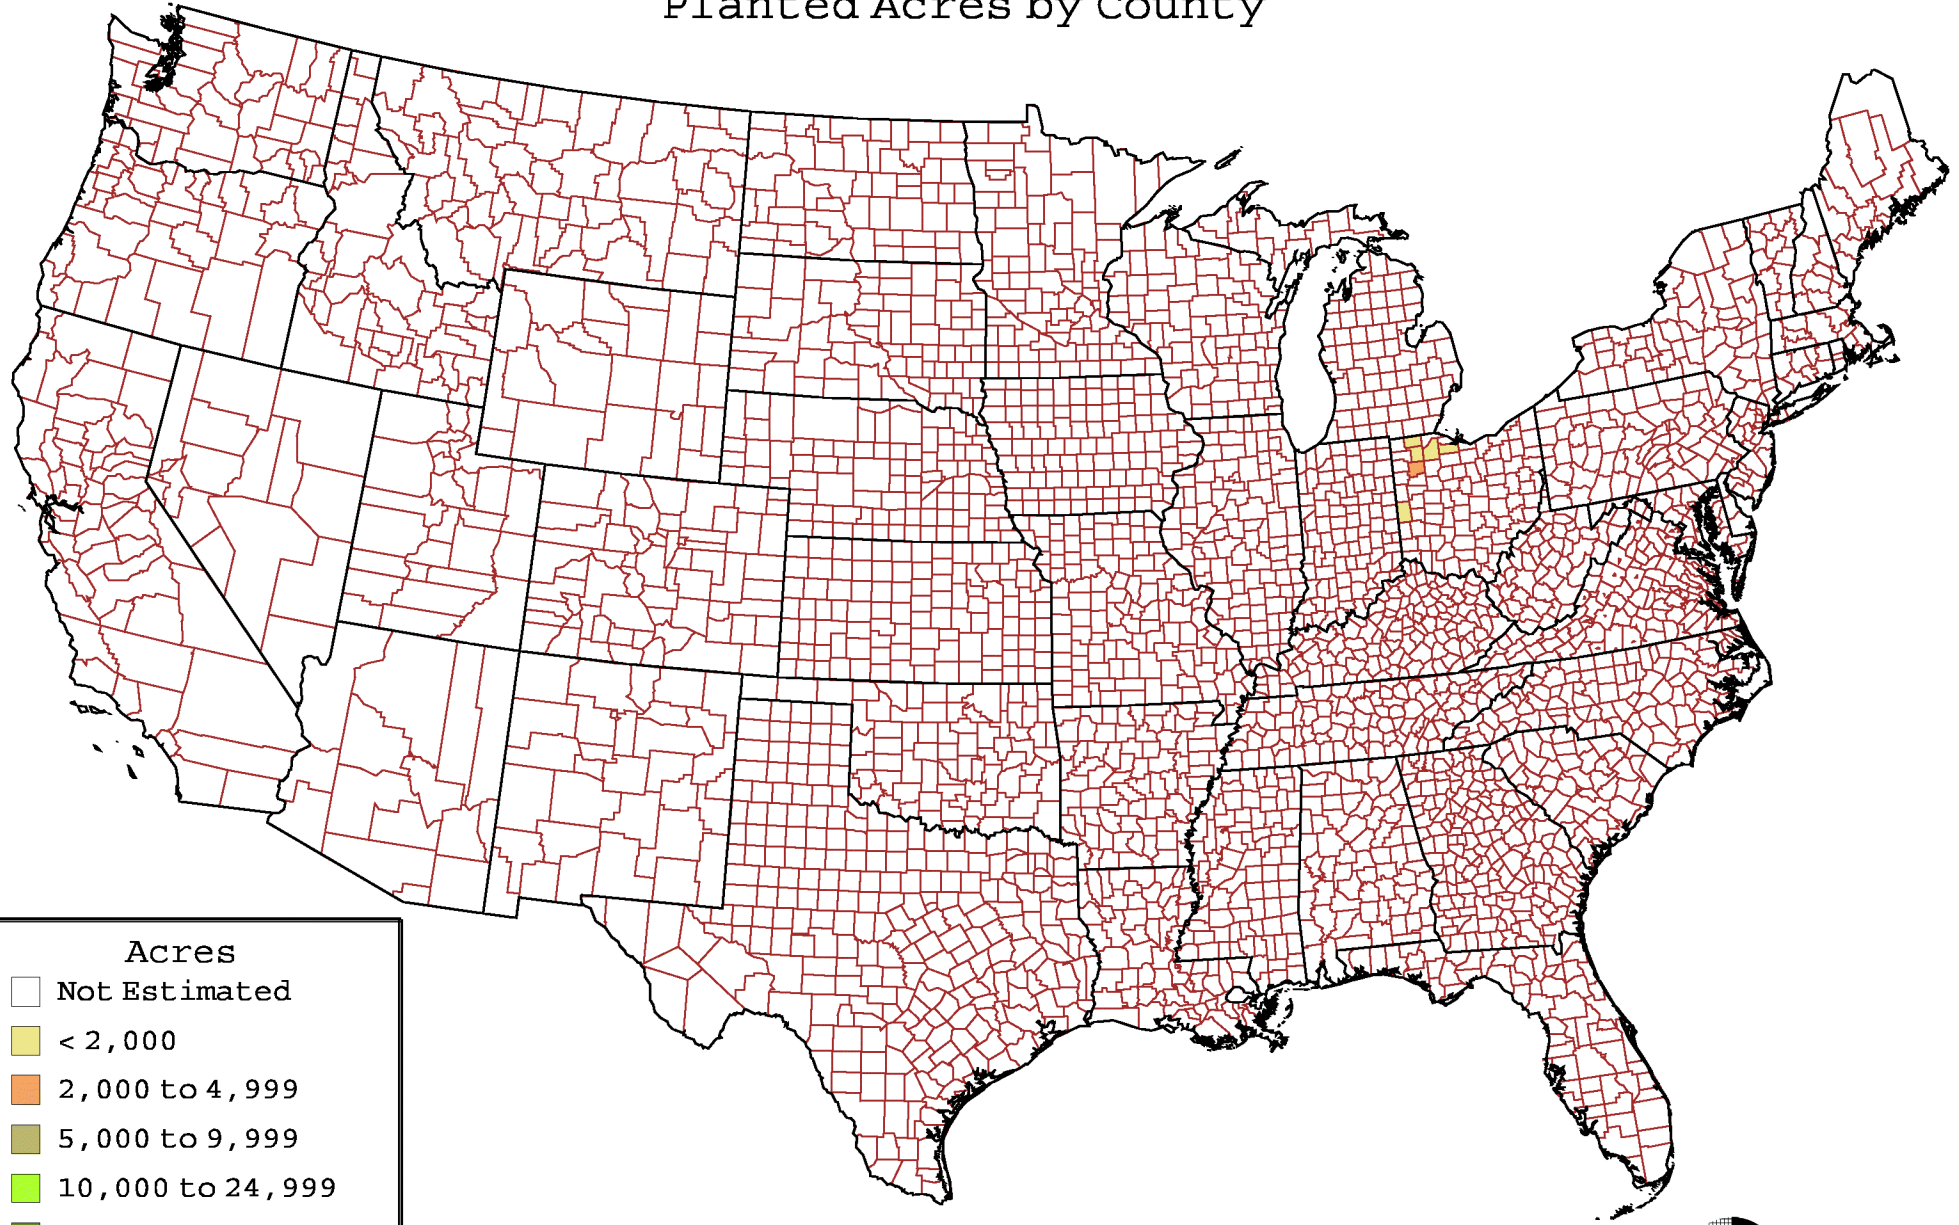 Planted Acres by County
Acres
Not Estimated
< 2,000
2,000 to 4,999
5,000 to 9,999
10,000 to 24,999